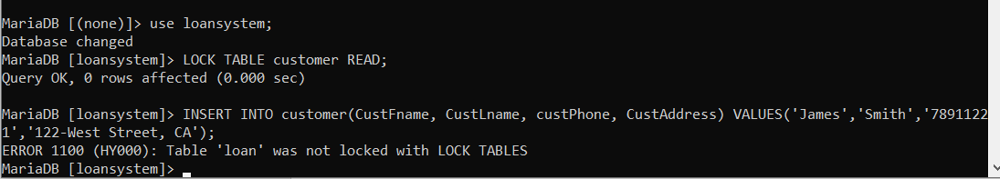 MariaDB [(none)]> use loansystem;
Database changed
MariaDB [loansystem]> LOCK TABLE customer READ;
Query OK, 0 rows affected (0.000 sec)
MariaDB [loansystem]> INSERT INTO customer(CustFname, CustLname, custPhone, CustAddress) VALUES('James','Smith','7891122
1','122-West Street, CA');
ERROR 1100 (HY000): Table 'loan' was not locked with LOCK TABLES
MariaDB [loansystem]>